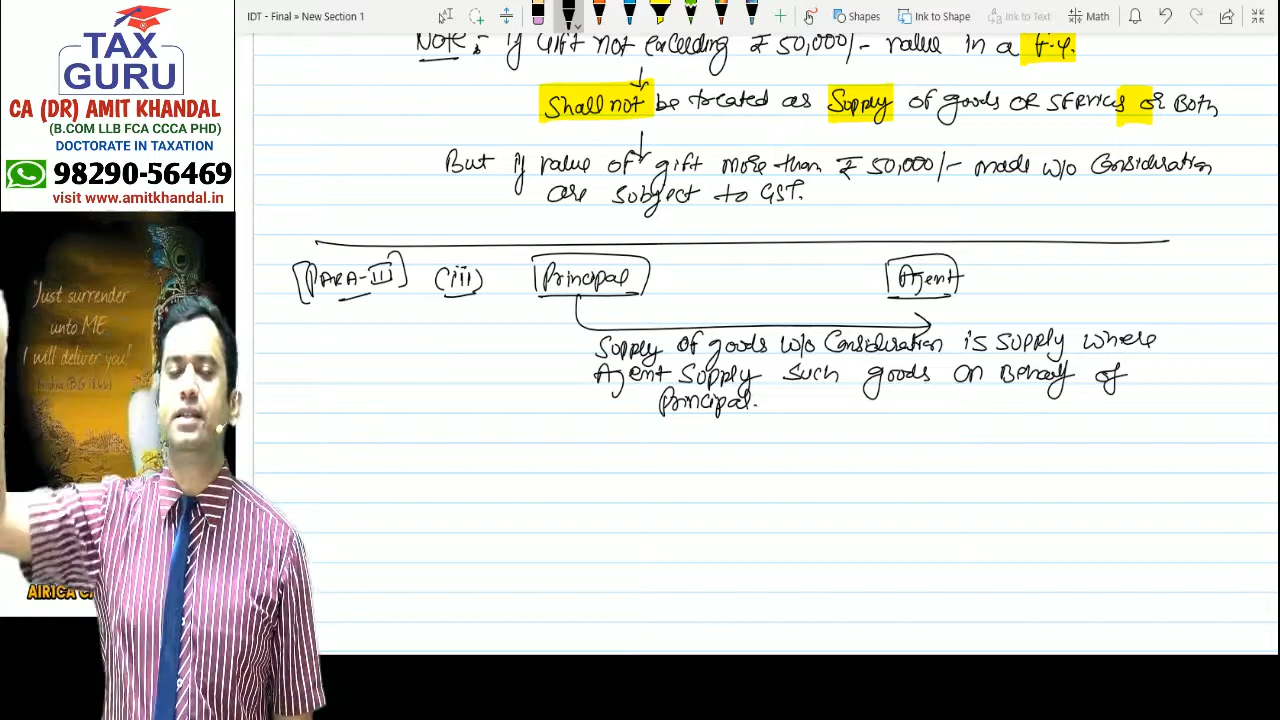 IDT - Final » New Section 1
Shapes
Ink to Shape
Ink to Text
Math
TAX
GURU
CA (DR) AMIT KHANDAL
(B.COM LLB FCA CCCA PHD)
DOCTORATE IN TAXATION
98290-56469
visit www.amitkhandal.in
"Just surrender
unto ME
I will deliver you!
Note :- if Gift not exceeding ₹ 50,000/- value in a f.y.
Shall not be treated as Supply of goods or services or Both
But if value of gift more than ₹ 50,000/- made w/o Consideration
are subject to GST.
PARA-II (iii) Principal Agent
Supply of goods w/o Consideration is supply where
Agent Supply such goods on Behalf of
Principal.